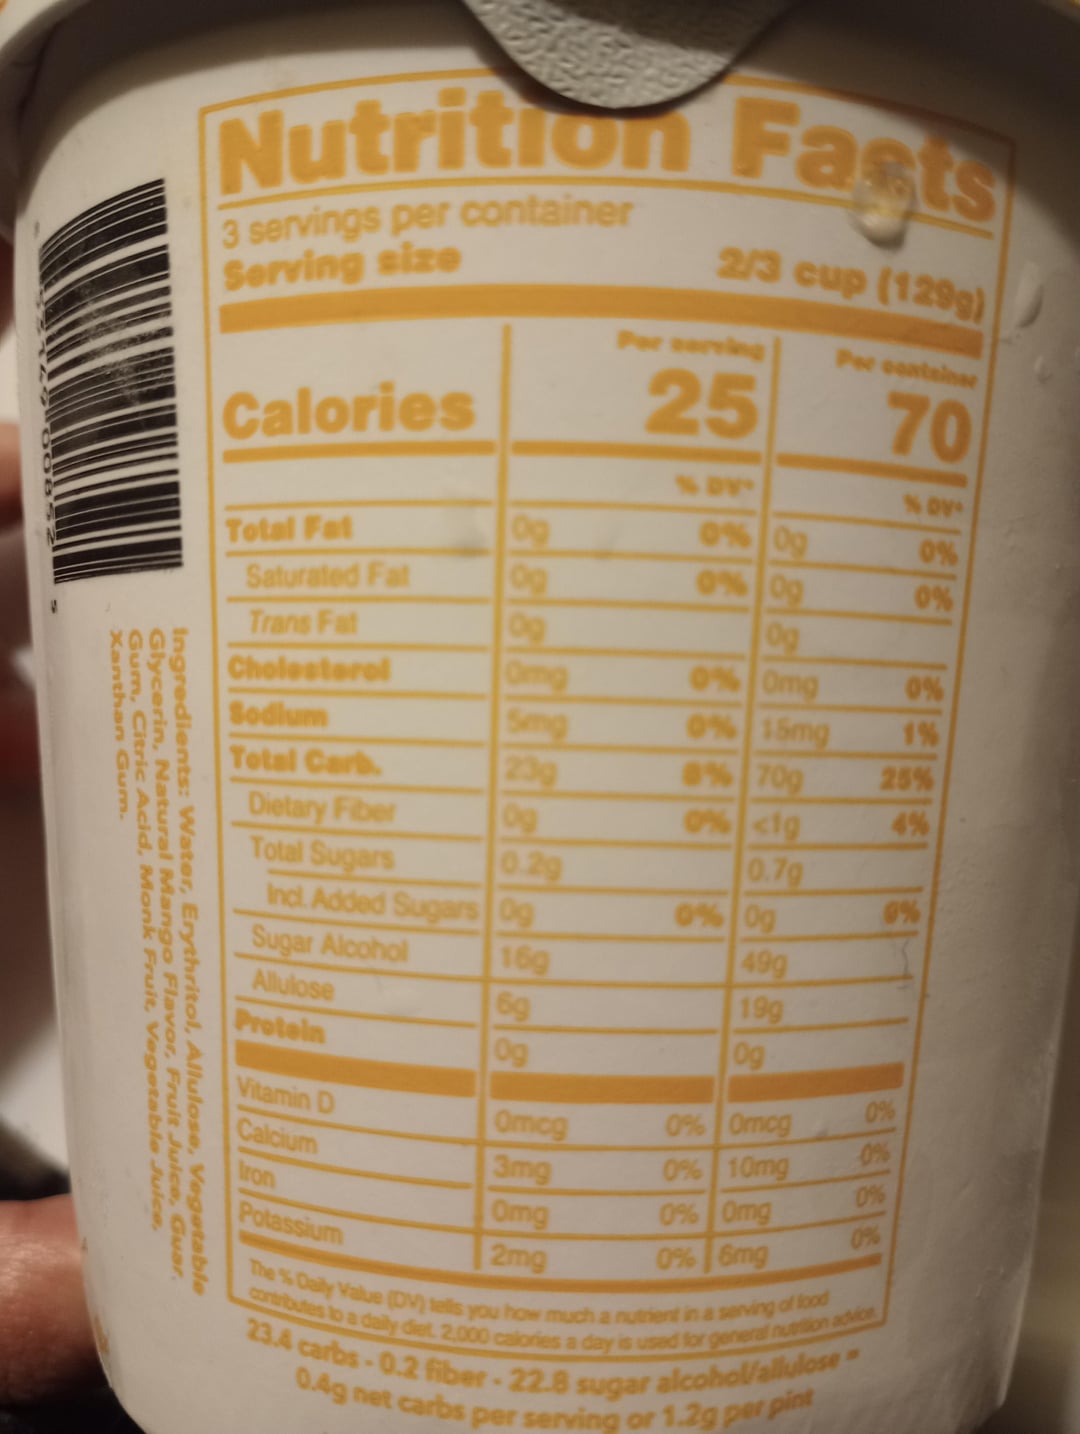 Nutrition Facts
3 servings per container
Serving size 2/3 cup (129g)
Per serving Per container
Calories 25 70
% DV* % DV*
Total Fat 0g 0% 0g 0%
Saturated Fat 0g 0% 0g 0%
Trans Fat 0g 0g
Cholesterol 0mg 0% 0mg 0%
Sodium 5mg 0% 15mg 1%
Total Carb. 23g 8% 70g 25%
Dietary Fiber 0g 0% <1g 4%
Total Sugars 0.2g 0.7g
Incl. Added Sugars 0g 0% 0g 0%
Sugar Alcohol 16g 49g
Allulose 6g 19g
Protein 0g 0g
Vitamin D 0mcg 0% 0mcg 0%
Calcium 3mg 0% 10mg 0%
Iron 0mg 0% 0mg 0%
Potassium 2mg 0% 6mg 0%
The % Daily Value (DV) tells you how much a nutrient in a serving of food
contributes to a daily diet. 2,000 calories a day is used for general nutrition advice.
23.4 carbs - 0.2 fiber - 22.8 sugar alcohol/allulose =
0.4g net carbs per serving or 1.2g per pint
Ingredients: Water, Erythritol, Allulose, Vegetable
Glycerin, Natural Mango Flavor, Fruit Juice, Guar
Gum, Citric Acid, Monk Fruit, Vegetable Juice,
Xanthan Gum.